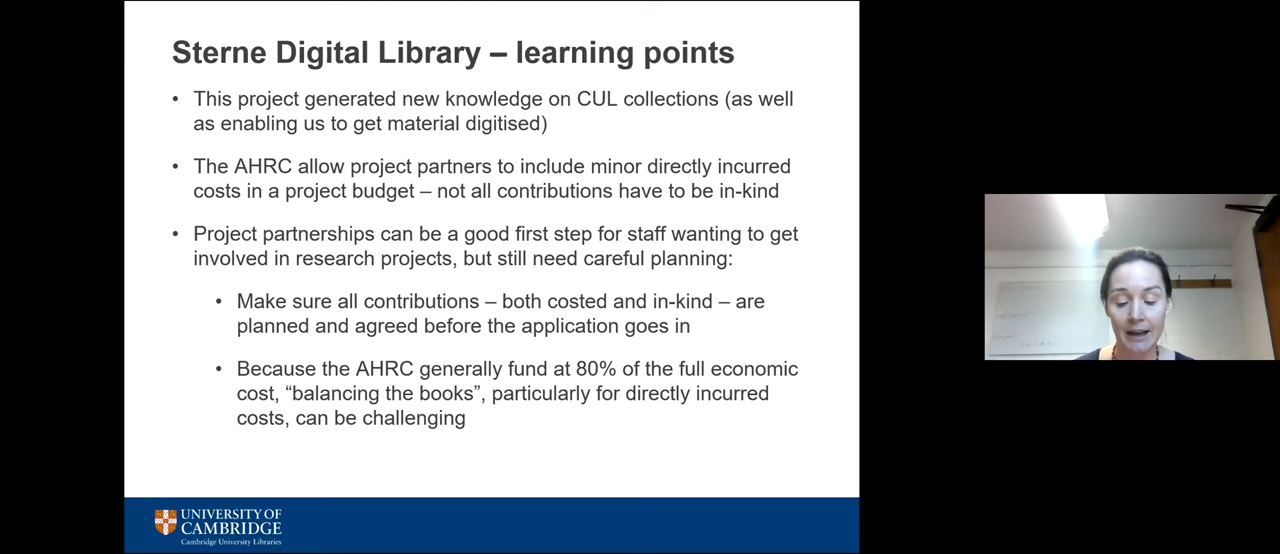 Sterne Digital Library – learning points
• This project generated new knowledge on CUL collections (as well
as enabling us to get material digitised)
• The AHRC allow project partners to include minor directly incurred
costs in a project budget – not all contributions have to be in-kind
• Project partnerships can be a good first step for staff wanting to get
involved in research projects, but still need careful planning:
• Make sure all contributions – both costed and in-kind – are
planned and agreed before the application goes in
• Because the AHRC generally fund at 80% of the full economic
cost, “balancing the books”, particularly for directly incurred
costs, can be challenging
UNIVERSITY OF
CAMBRIDGE
Cambridge University Libraries